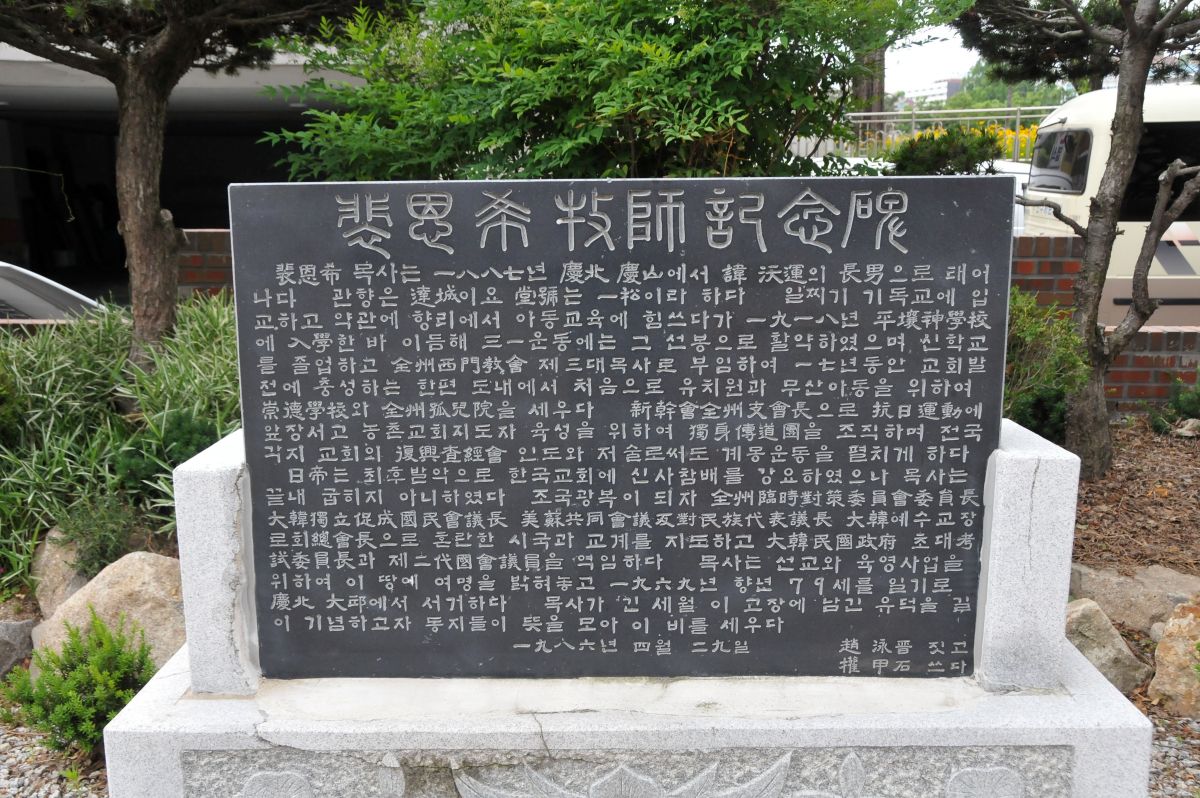 裴恩希牧師記念碑
裴恩希 목사는 一八八七년 慶北 慶山에서 諱 沃運의 長男으로 태어
나다 관향은 達城이요 堂號는 一松이라 하다 일찌기 기독교에 입
교하고 약관에 향리에서 아동교육에 힘쓰다가 一九一八년 平壤神學校
에 入學한 바 이듬해 三一운동에는 그 선봉으로 활약하였으며 신학교
를 졸업하고 全州西門敎會 제三대목사로 부임하여 一七년동안 교회발
전에 충성하는 한편 도내에서 처음으로 유치원과 무산아동을 위하여
崇德學校와 全州孤兒院을 세우다 新幹會全州支會長으로 抗日運動에
앞장서고 농촌교회지도자 육성을 위하여 獨身傳道團을 조직하며 전국
각지 교회의 復興査經會 인도와 저술로써도 계몽운동을 펼치게 하다
日帝는 최후발악으로 한국교회에 신사참배를 강요하였으나 목사는
끝내 굽히지 아니하였다 조국광복이 되자 全州臨時對策委員會委員長
大韓獨立促成國民會議長 美蘇共同會議反對民族代表議長 大韓예수교장
로회總會長으로 혼란한 시국과 교계를 지도하고 大韓民國政府 초대考
試委員長과 제二代國會議員을 역임하다 목사는 선교와 육영사업을
위하여 이 땅에 여명을 밝혀놓고 一九六六년 향년 79세를 일기로
慶北 大邱에서 서거하다 목사가 긴 세월 이 고장에 남긴 유덕을 길
이 기념하고자 동지들이 뜻을 모아 이 비를 세우다
一九八六년 四월 二九일 趙泳晋 짓고
權甲石 쓰다